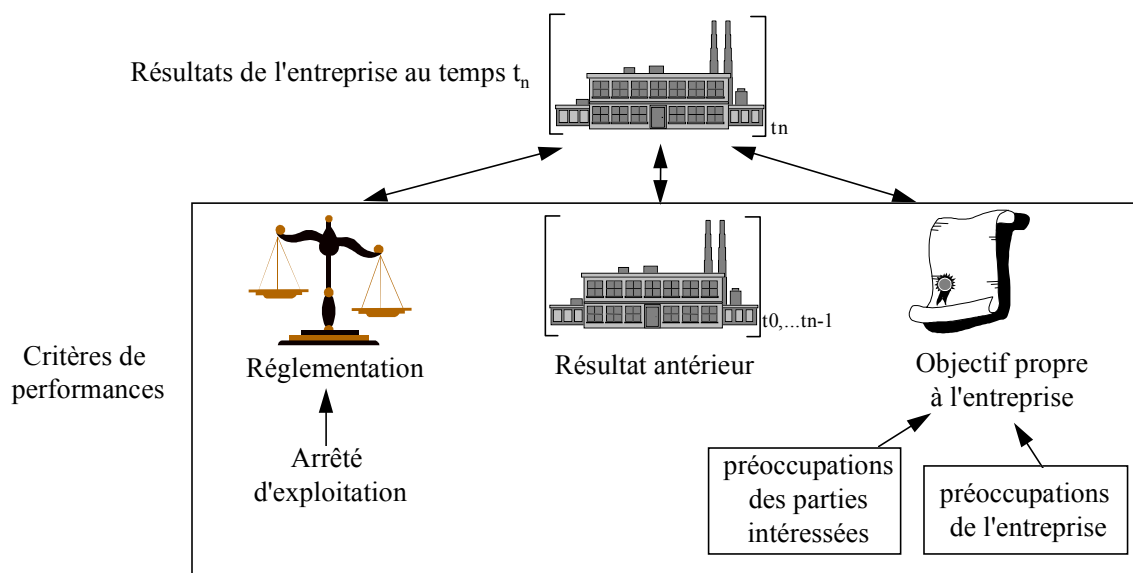 Résultats de l'entreprise au temps tn
tn
t0,...tn-1
Critères de
performances
Réglementation
Résultat antérieur
Objectif propre
à l'entreprise
Arrêté
d'exploitation
préoccupations
des parties
intéressées
préoccupations
de l'entreprise